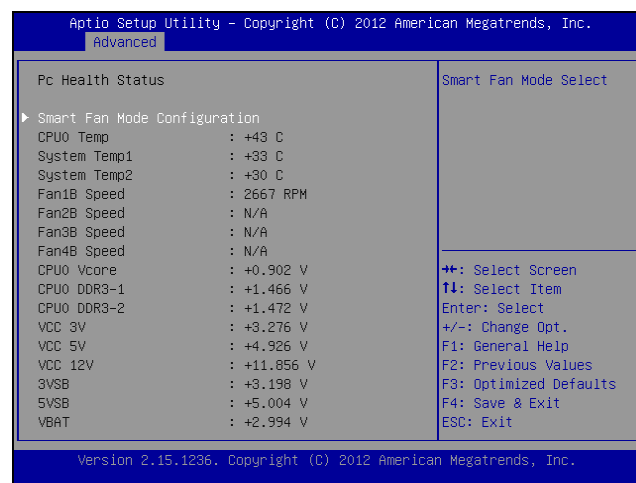 Aptio Setup Utility – Copyright (C) 2012 American Megatrends, Inc.
Advanced
Pc Health Status
Smart Fan Mode Configuration
CPU0 Temp : +43 C
System Temp1 : +33 C
System Temp2 : +30 C
Fan1B Speed : 2667 RPM
Fan2B Speed : N/A
Fan3B Speed : N/A
Fan4B Speed : N/A
CPU0 Vcore : +0.902 V
CPU0 DDR3-1 : +1.466 V
CPU0 DDR3-2 : +1.472 V
VCC 3V : +3.276 V
VCC 5V : +4.926 V
VCC 12V : +11.856 V
3VSB : +3.198 V
5VSB : +5.004 V
VBAT : +2.994 V
Smart Fan Mode Select
→←: Select Screen
↑↓: Select Item
Enter: Select
+/-: Change Opt.
F1: General Help
F2: Previous Values
F3: Optimized Defaults
F4: Save & Exit
ESC: Exit
Version 2.15.1236. Copyright (C) 2012 American Megatrends, Inc.